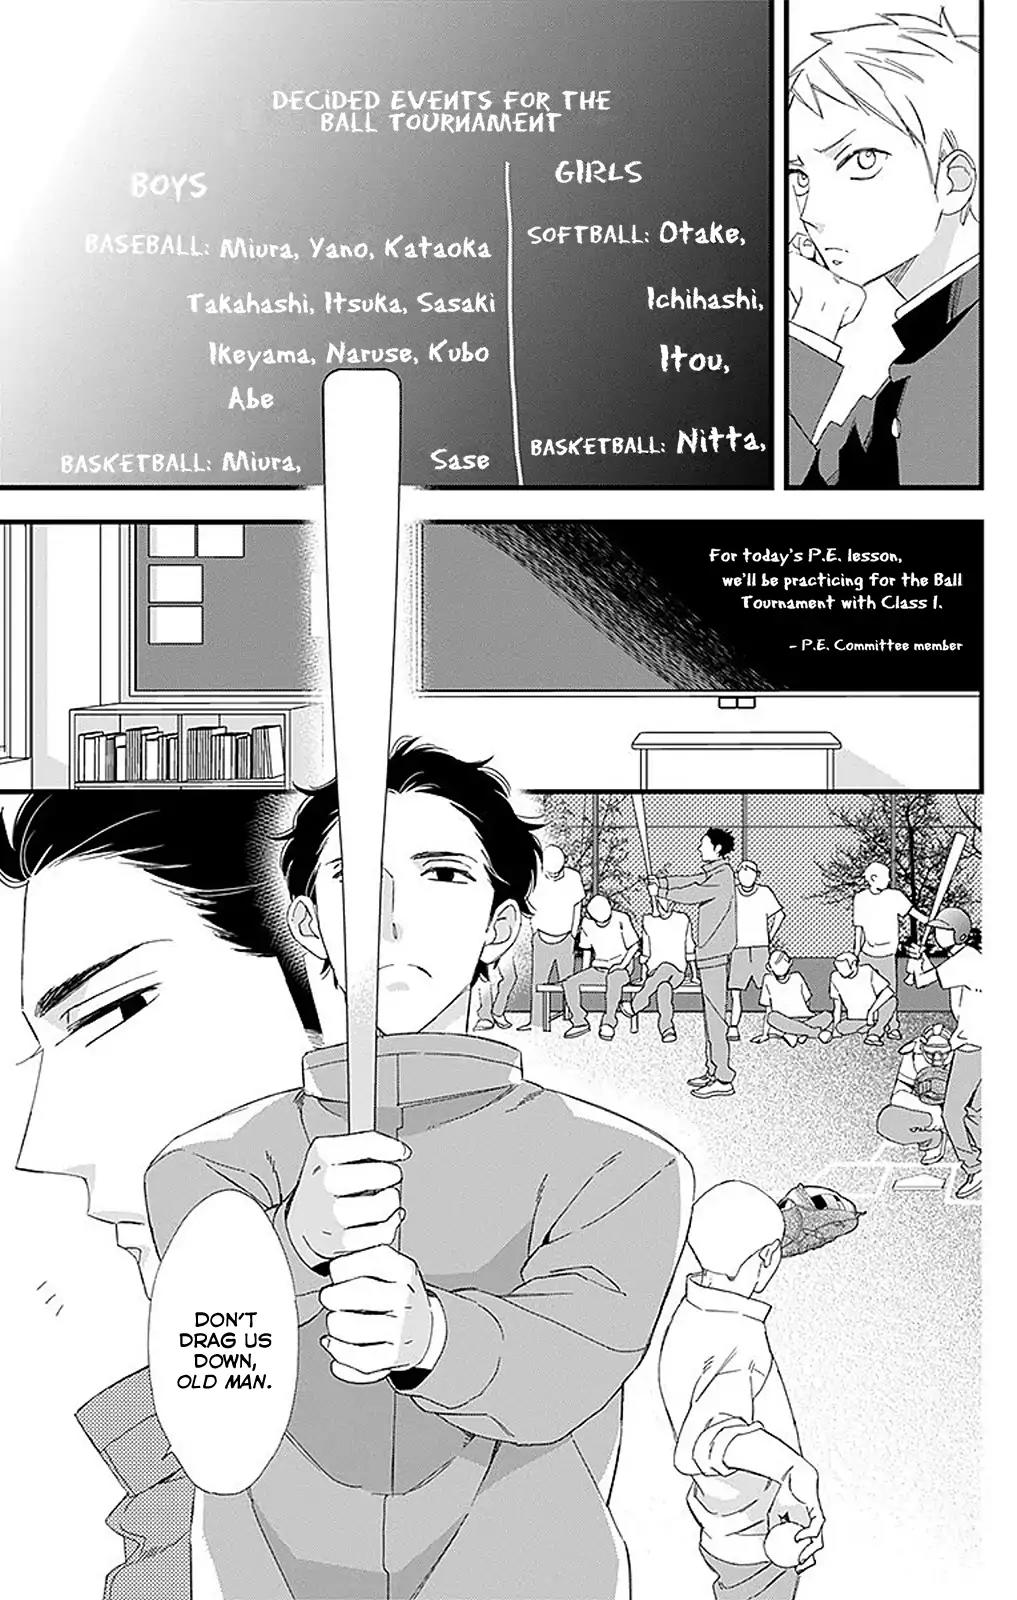 DECIDED EVENTS FOR THE
BALL TOURNAMENT
BOYS
BASEBALL: Miura, Yano, Kataoka
Takahashi, Itsuka, Sasaki
Ikeyama, Naruse, Kubo
Abe
BASKETBALL: Miura, Sase
GIRLS
SOFTBALL: Otake,
Ichihashi,
Itou,
BASKETBALL: Nitta,
For today's P.E. lesson,
we'll be practicing for the Ball
Tournament with Class 1.
- P.E. Committee member
DON'T
DRAG US
DOWN,
OLD MAN.